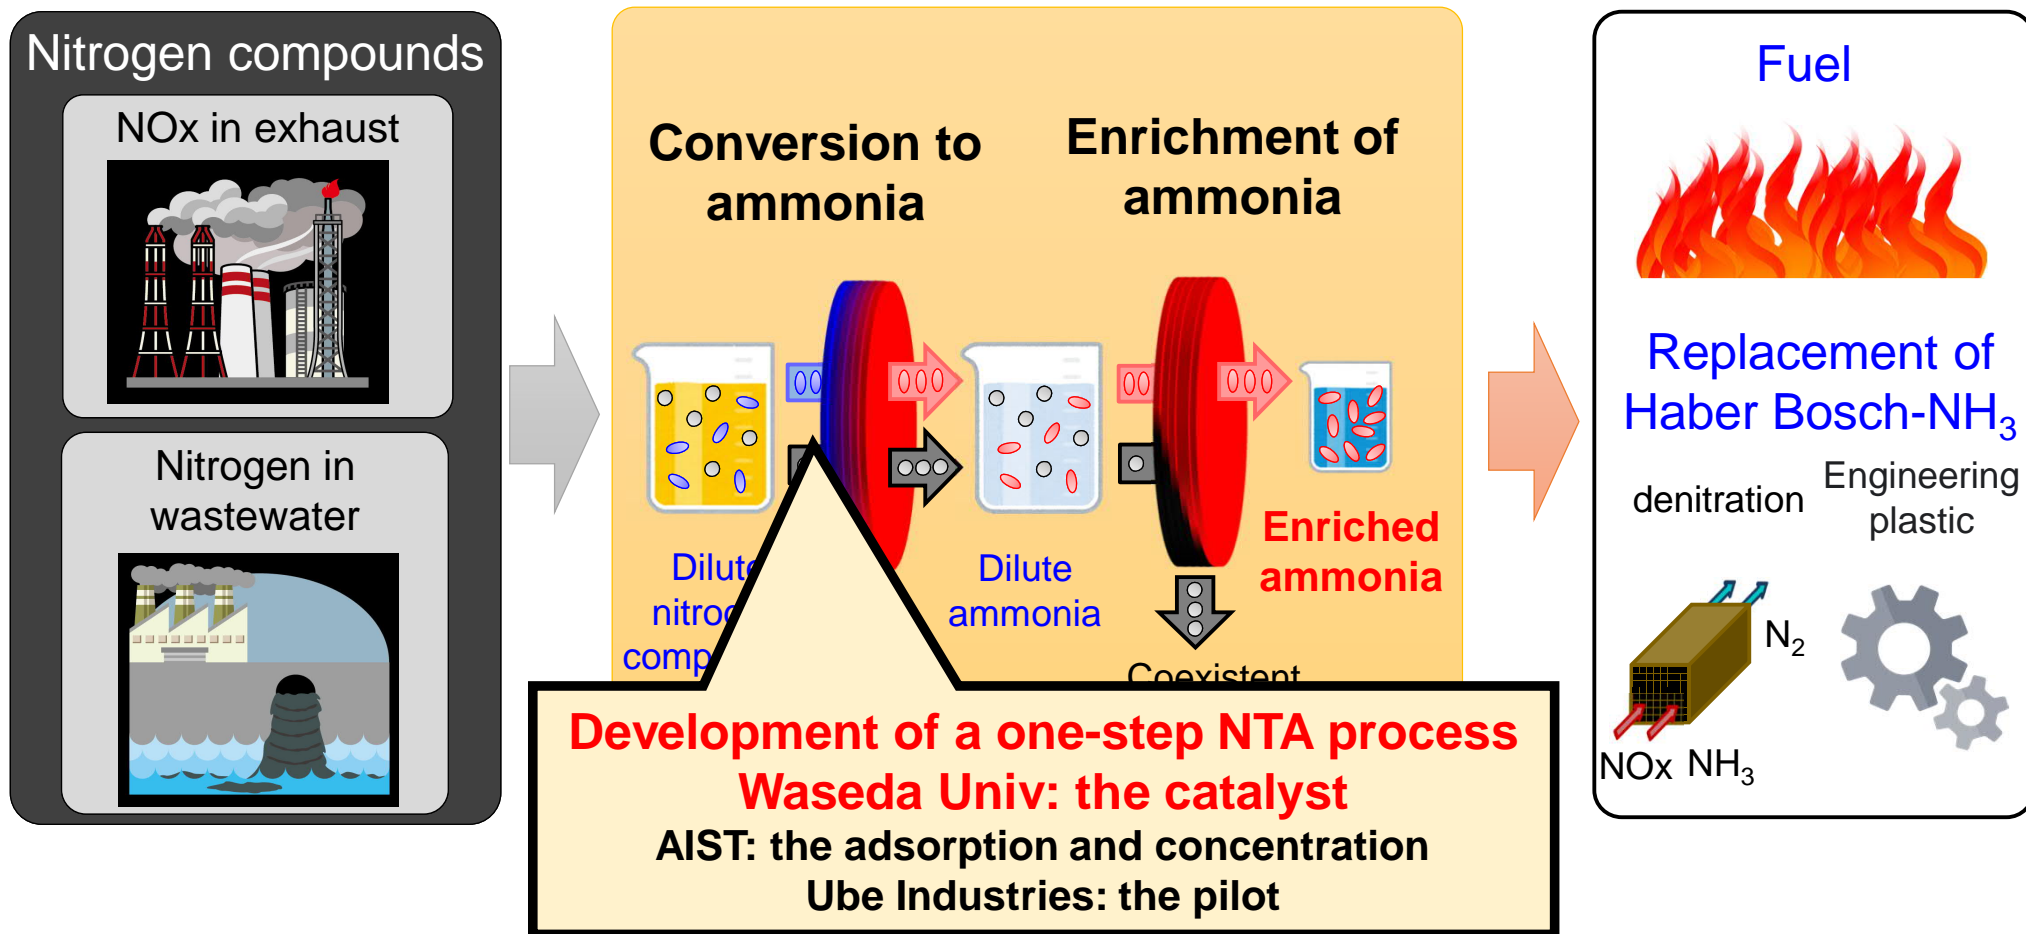 Nitrogen compounds
NOx in exhaust
Nitrogen in
wastewater
Conversion to
ammonia
Enrichment of
ammonia
Dilute
ammonia
Enriched
ammonia
Coexistent
Development of a one-step NTA process
Waseda Univ: the catalyst
AIST: the adsorption and concentration
Ube Industries: the pilot
Fuel
Replacement of
Haber Bosch-NH₃
denitration
Engineering
plastic
N₂
NOx NH₃